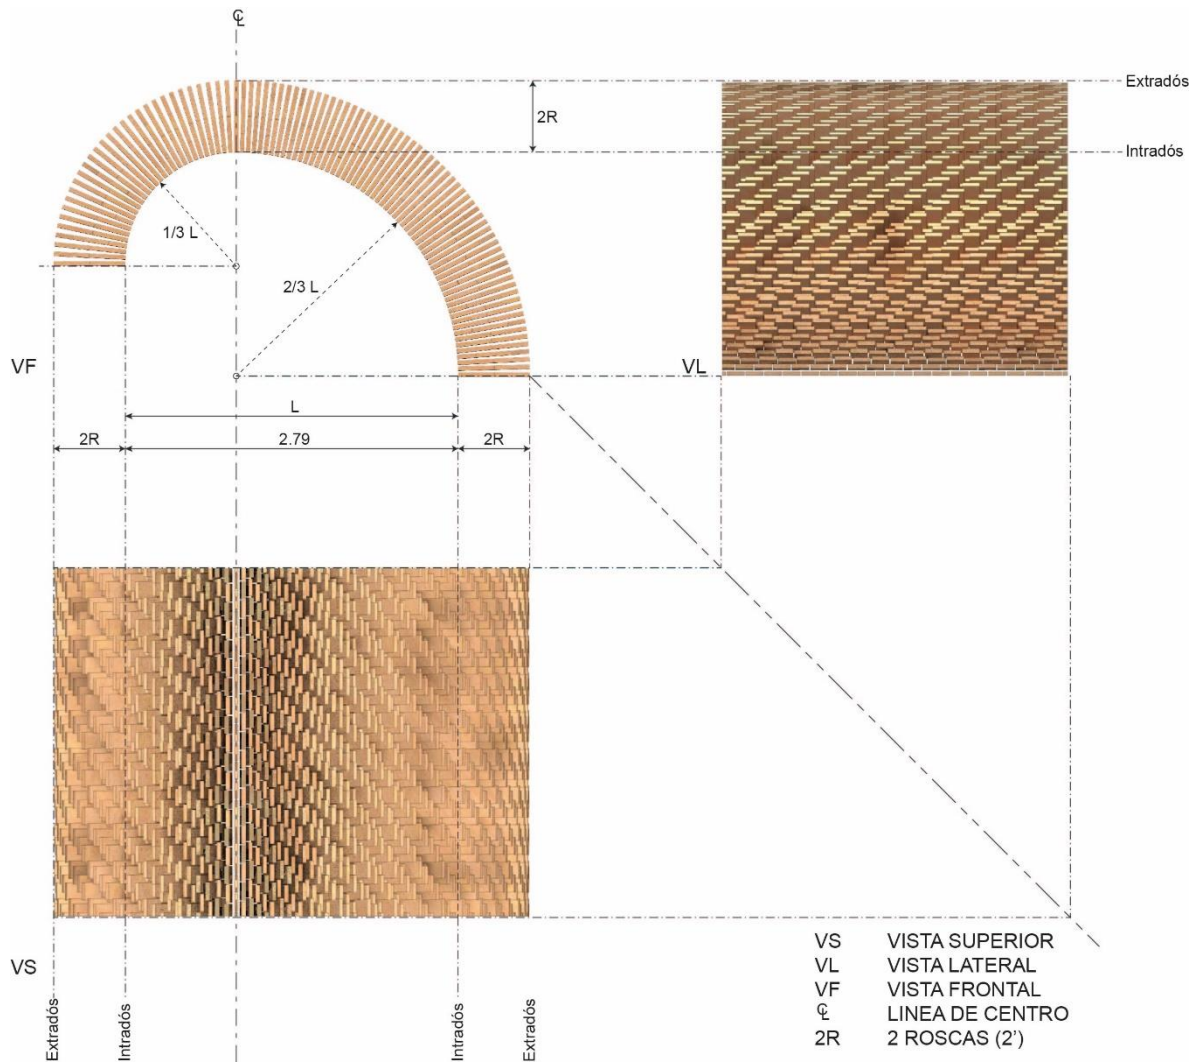 ℄
Extradós
2R
Intradós
1/3 L
2/3 L
VF
VL
L
2R
2.79
2R
VS
Extradós
Intradós
Intradós
Extradós
VS VISTA SUPERIOR
VL VISTA LATERAL
VF VISTA FRONTAL
℄ LINEA DE CENTRO
2R 2 ROSCAS (2')